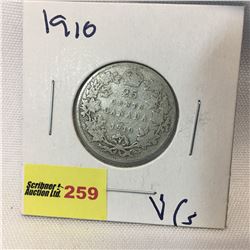 1910
25
CENTS
CANADA
1910
Scribner &
Auction Ltd. 259
VG